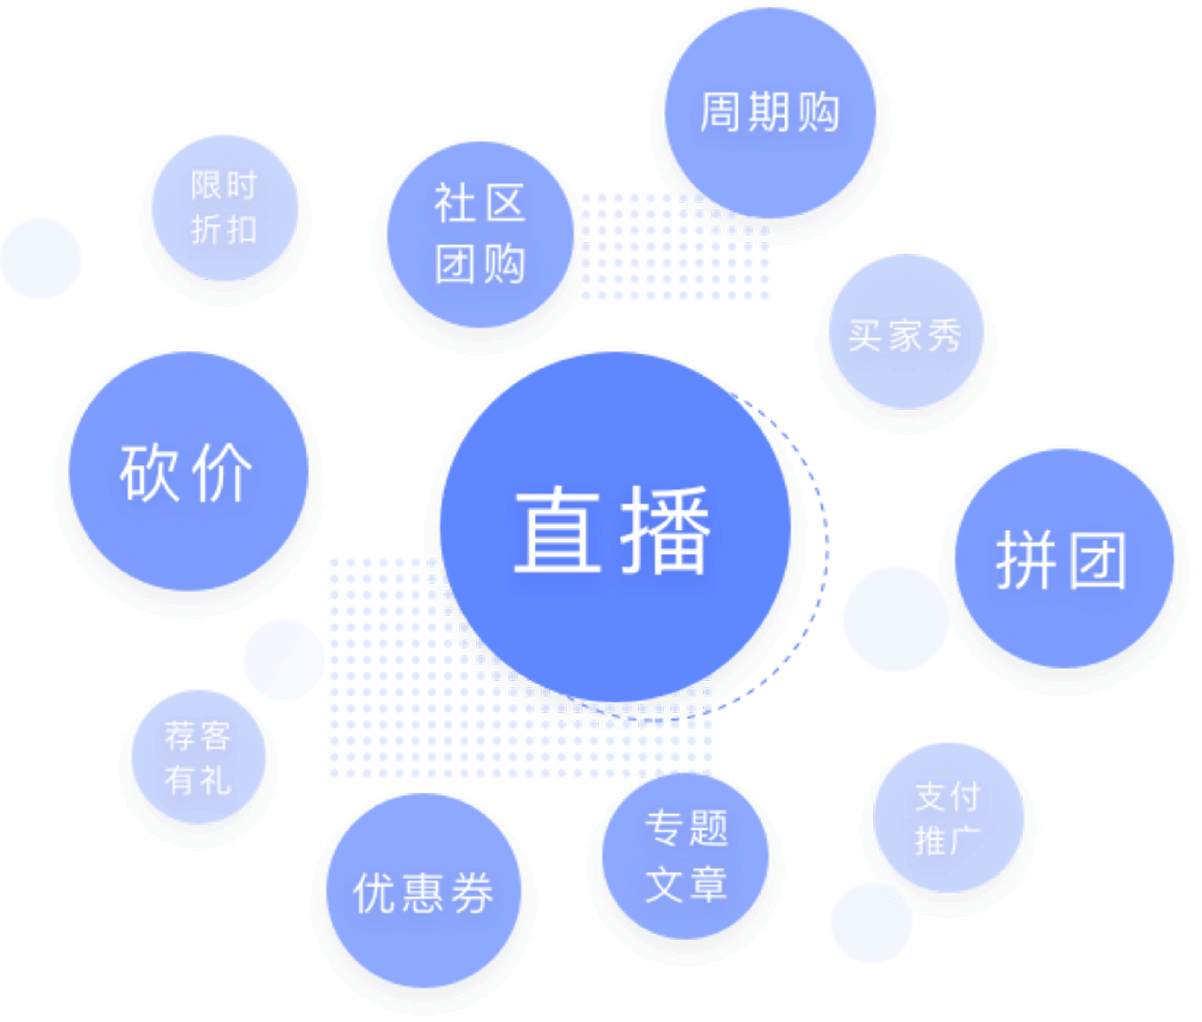 周期购
限时
折扣
社区
团购
买家秀
砍价
直播
拼团
荐客
有礼
支付
推广
专题
文章
优惠券